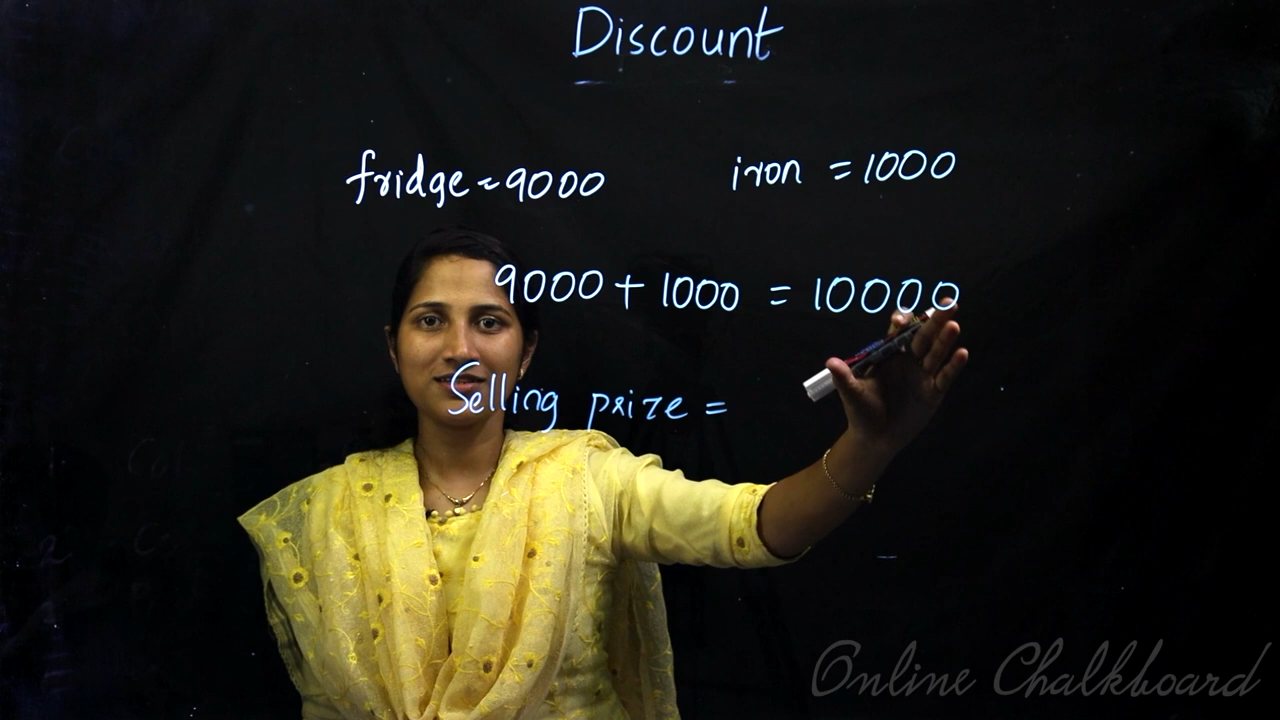 Discount
fridge = 9000 iron = 1000
9000 + 1000 = 10000
Selling prize =
Online Chalkboard